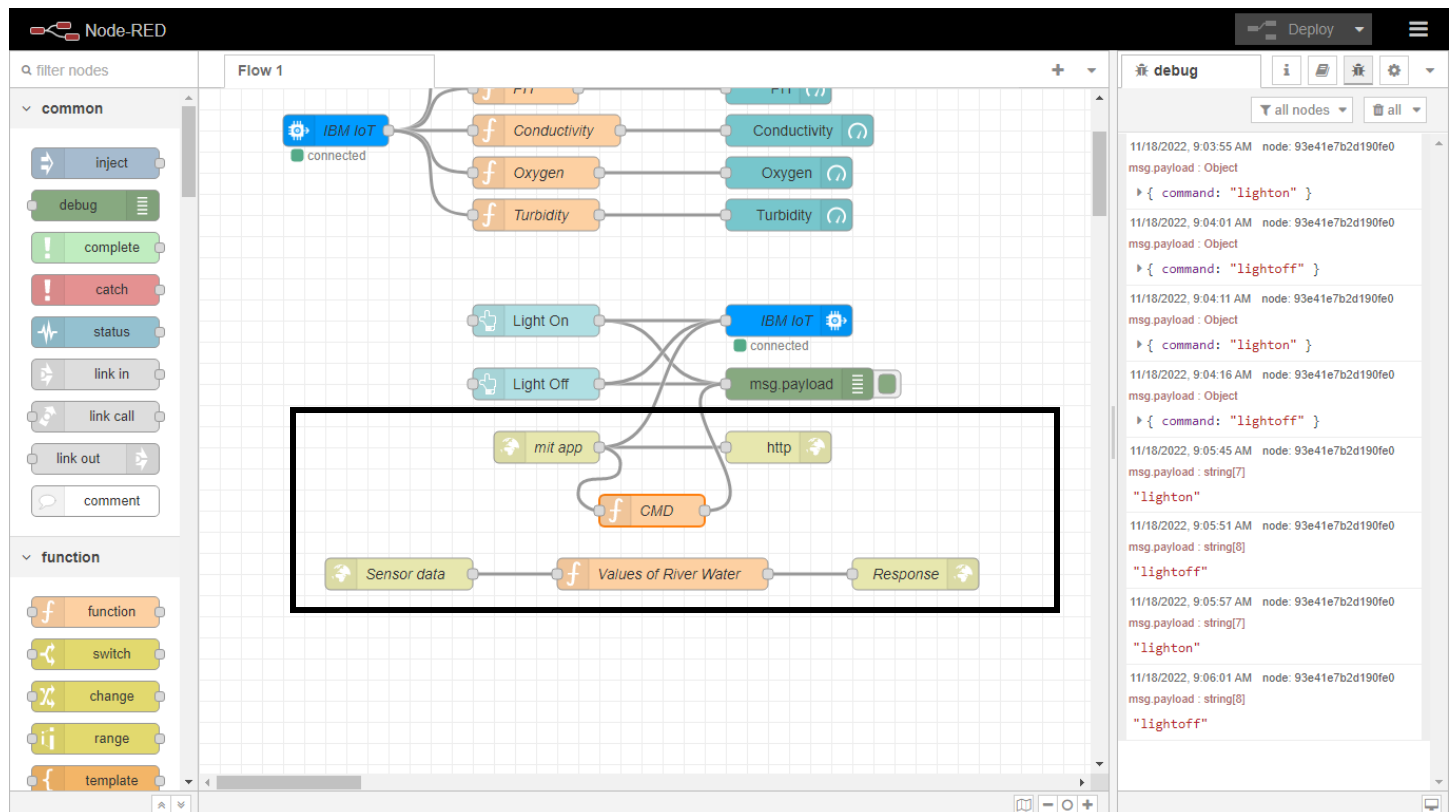 Node-RED
Deploy
filter nodes
Flow 1
debug
i
common
inject
debug
complete
catch
status
link in
link call
link out
comment
function
function
switch
change
range
template
IBM IoT
connected
PH
PH
Conductivity
Conductivity
Oxygen
Oxygen
Turbidity
Turbidity
Light On
IBM IoT
connected
Light Off
msg.payload
mit app
http
CMD
Sensor data
Values of River Water
Response
all nodes
all
11/18/2022, 9:03:55 AM node: 93e41e7b2d190fe0
msg.payload : Object
{ command: "lighton" }
11/18/2022, 9:04:01 AM node: 93e41e7b2d190fe0
msg.payload : Object
{ command: "lightoff" }
11/18/2022, 9:04:11 AM node: 93e41e7b2d190fe0
msg.payload : Object
{ command: "lighton" }
11/18/2022, 9:04:16 AM node: 93e41e7b2d190fe0
msg.payload : Object
{ command: "lightoff" }
11/18/2022, 9:05:45 AM node: 93e41e7b2d190fe0
msg.payload : string[7]
"lighton"
11/18/2022, 9:05:51 AM node: 93e41e7b2d190fe0
msg.payload : string[8]
"lightoff"
11/18/2022, 9:05:57 AM node: 93e41e7b2d190fe0
msg.payload : string[7]
"lighton"
11/18/2022, 9:06:01 AM node: 93e41e7b2d190fe0
msg.payload : string[8]
"lightoff"